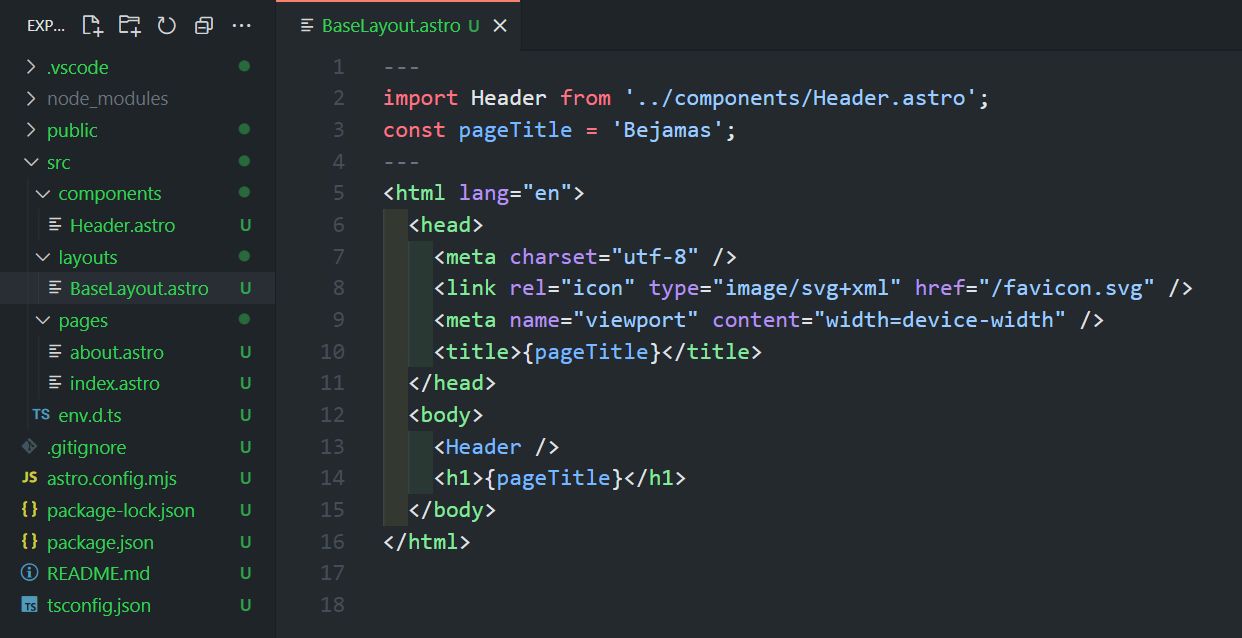 EXP...
.vscode
node_modules
public
src
components
Header.astro U
layouts
BaseLayout.astro U
pages
about.astro U
index.astro U
TS env.d.ts U
.gitignore U
JS astro.config.mjs U
{} package-lock.json U
{} package.json U
README.md U
TS tsconfig.json U
BaseLayout.astro U
1 ---
2 import Header from '../components/Header.astro';
3 const pageTitle = 'Bejamas';
4 ---
5 <html lang="en">
6   <head>
7     <meta charset="utf-8" />
8     <link rel="icon" type="image/svg+xml" href="/favicon.svg" />
9     <meta name="viewport" content="width=device-width" />
10     <title>{pageTitle}</title>
11   </head>
12   <body>
13     <Header />
14     <h1>{pageTitle}</h1>
15   </body>
16 </html>
17
18